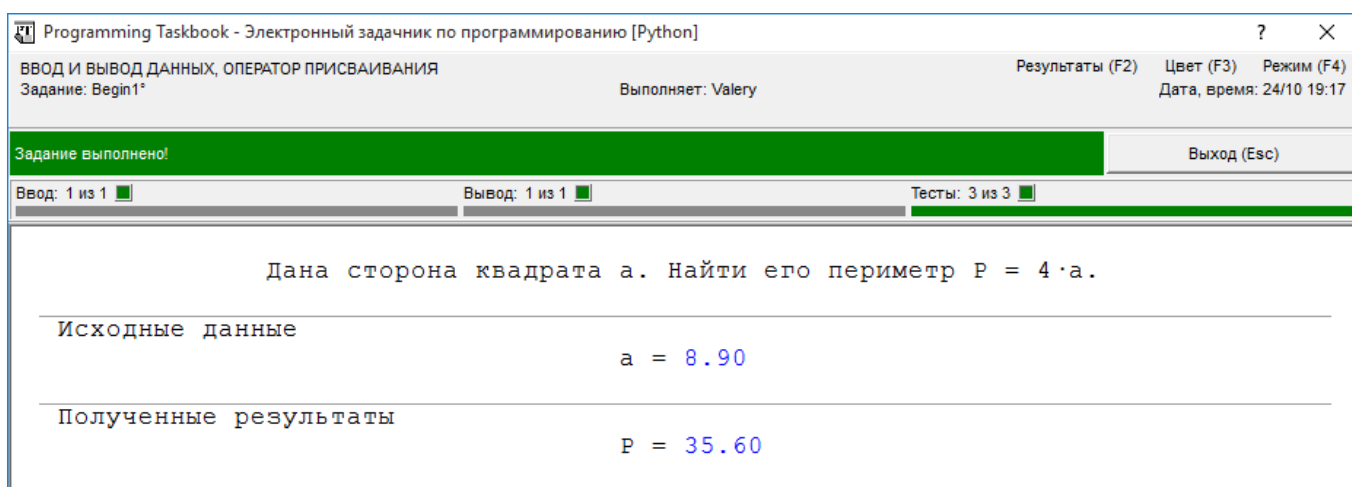 Programming Taskbook - Электронный задачник по программированию [Python] ? ×
ВВОД И ВЫВОД ДАННЫХ, ОПЕРАТОР ПРИСВАИВАНИЯ Результаты (F2) Цвет (F3) Режим (F4)
Задание: Begin1° Выполняет: Valery Дата, время: 24/10 19:17
Задание выполнено! Выход (Esc)
Ввод: 1 из 1 Вывод: 1 из 1 Тесты: 3 из 3
Дана сторона квадрата a. Найти его периметр P = 4·a.
Исходные данные
a = 8.90
Полученные результаты
P = 35.60